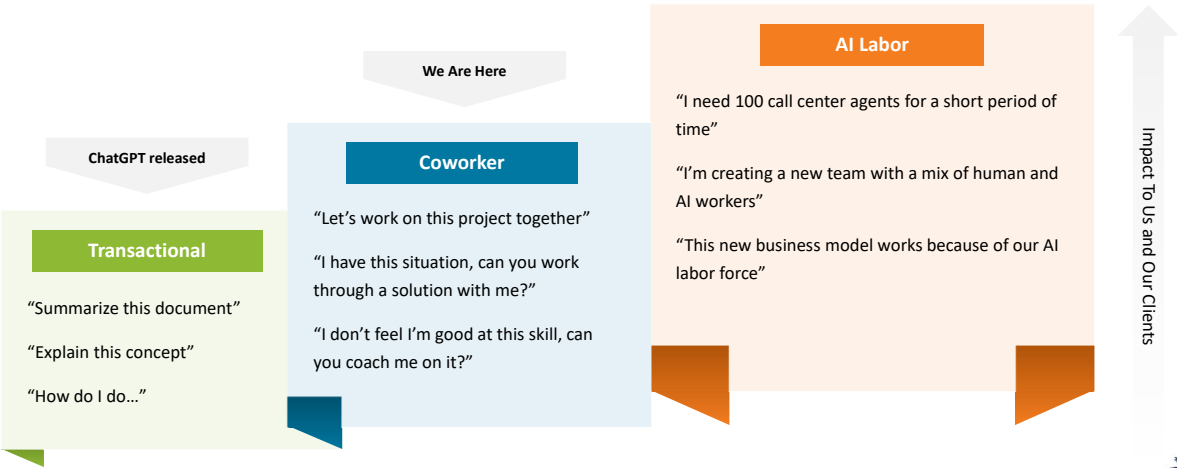 ChatGPT released
Transactional
“Summarize this document”
“Explain this concept”
“How do I do…”
We Are Here
Coworker
“Let’s work on this project together”
“I have this situation, can you work
through a solution with me?”
“I don’t feel I’m good at this skill, can
you coach me on it?”
AI Labor
“I need 100 call center agents for a short period of
time”
“I’m creating a new team with a mix of human and
AI workers”
“This new business model works because of our AI
labor force”
Impact To Us and Our Clients